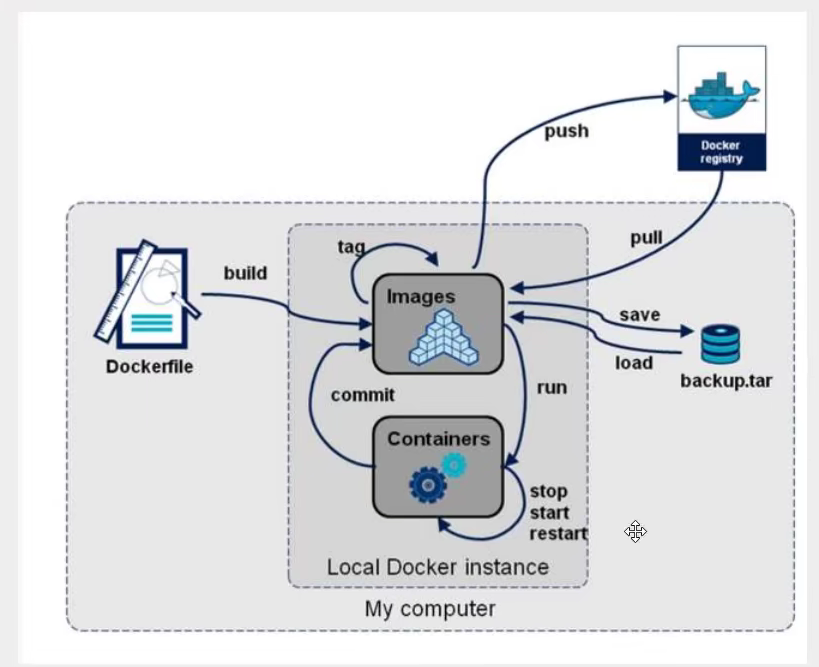 Docker
registry
push
pull
tag
build
Images
save
Dockerfile
load
backup.tar
commit
run
Containers
stop
start
restart
Local Docker instance
My computer